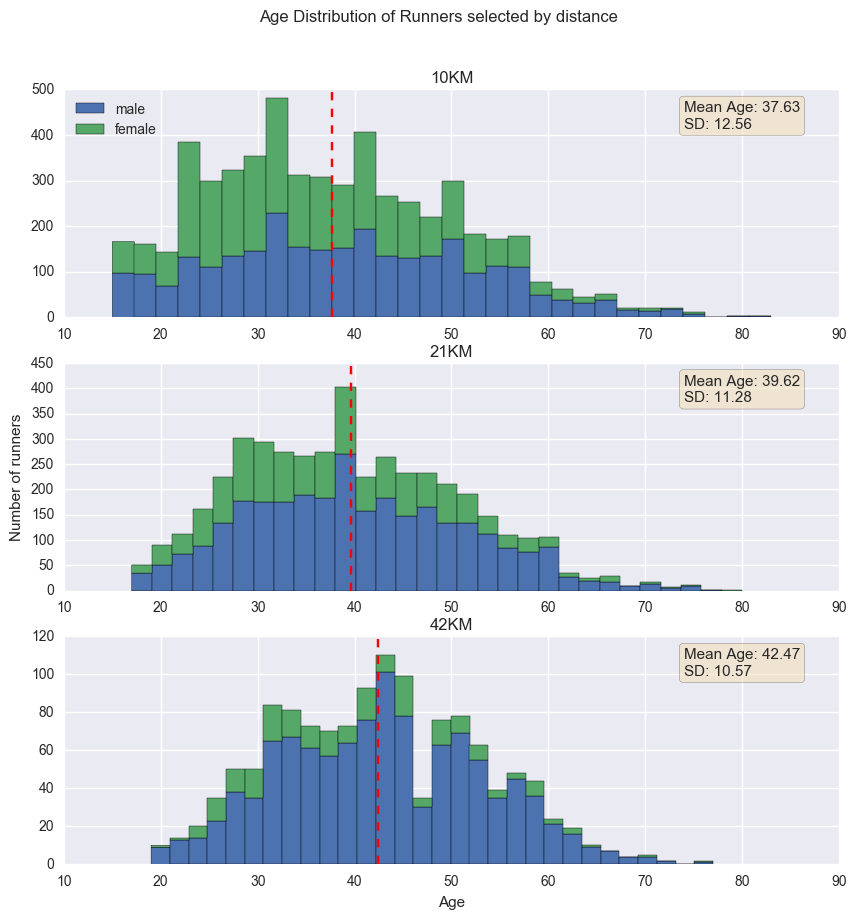 Age Distribution of Runners selected by distance
10KM
500
400
300
200
100
0
male
female
Mean Age: 37.63
SD: 12.56
10 20 30 40 50 60 70 80 90
21KM
450
400
350
300
250
200
150
100
50
0
Number of runners
Mean Age: 39.62
SD: 11.28
10 20 30 40 50 60 70 80 90
42KM
120
100
80
60
40
20
0
Mean Age: 42.47
SD: 10.57
10 20 30 40 50 60 70 80 90
Age